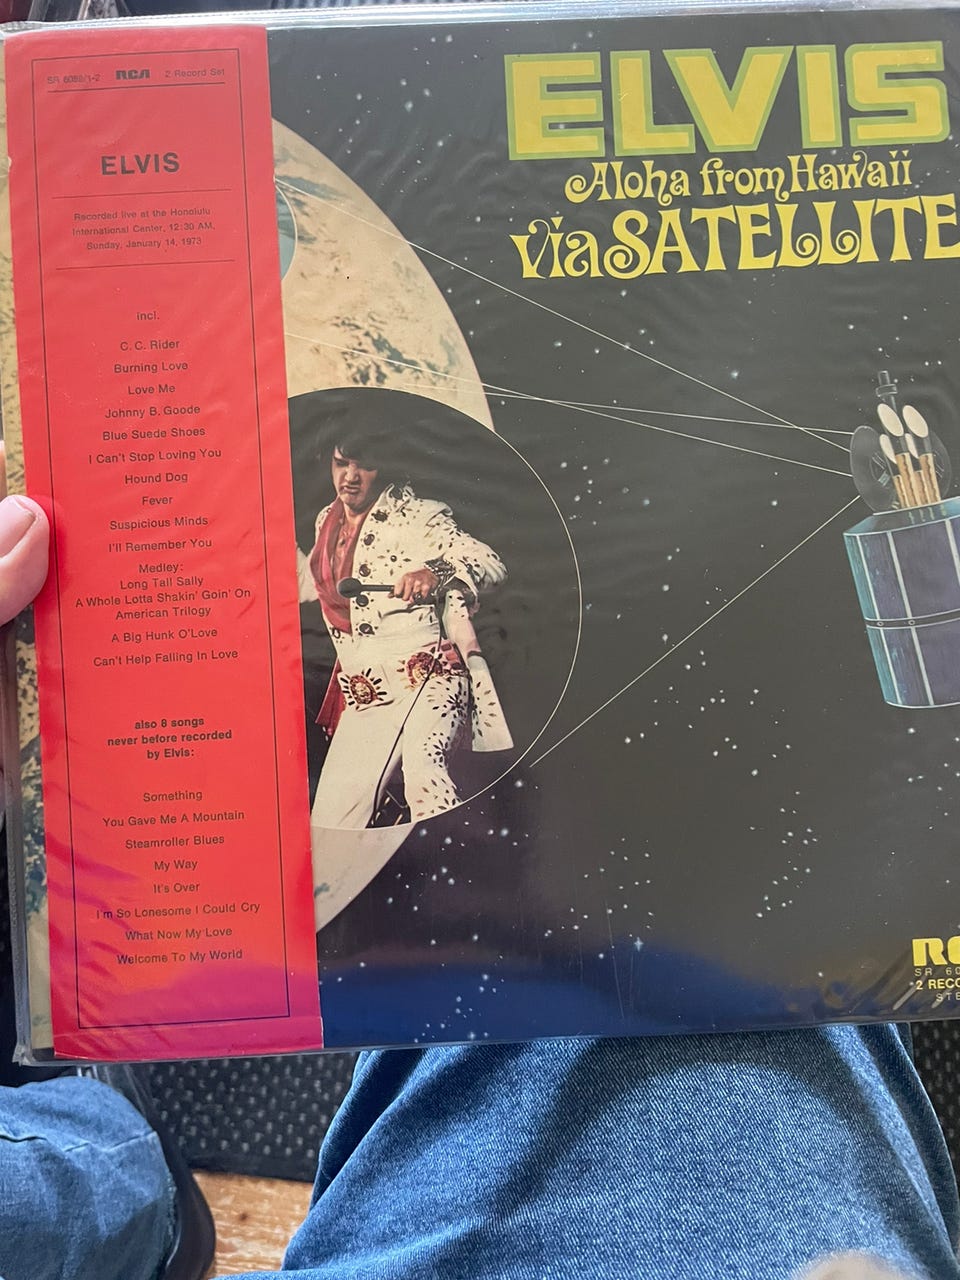 SR 6089/1-2 RCA 2 Record Set
ELVIS
Recorded live at the Honolulu
International Center, 12:30 AM,
Sunday, January 14, 1973
incl.
C. C. Rider
Burning Love
Love Me
Johnny B. Goode
Blue Suede Shoes
I Can't Stop Loving You
Hound Dog
Fever
Suspicious Minds
I'll Remember You
Medley:
Long Tall Sally
A Whole Lotta Shakin' Goin' On
American Trilogy
A Big Hunk O'Love
Can't Help Falling In Love
also 8 songs
never before recorded
by Elvis:
Something
You Gave Me A Mountain
Steamroller Blues
My Way
It's Over
I'm So Lonesome I Could Cry
What Now My Love
Welcome To My World
ELVIS
Aloha from Hawaii
via SATELLITE
SR 60
2 RECO
STE